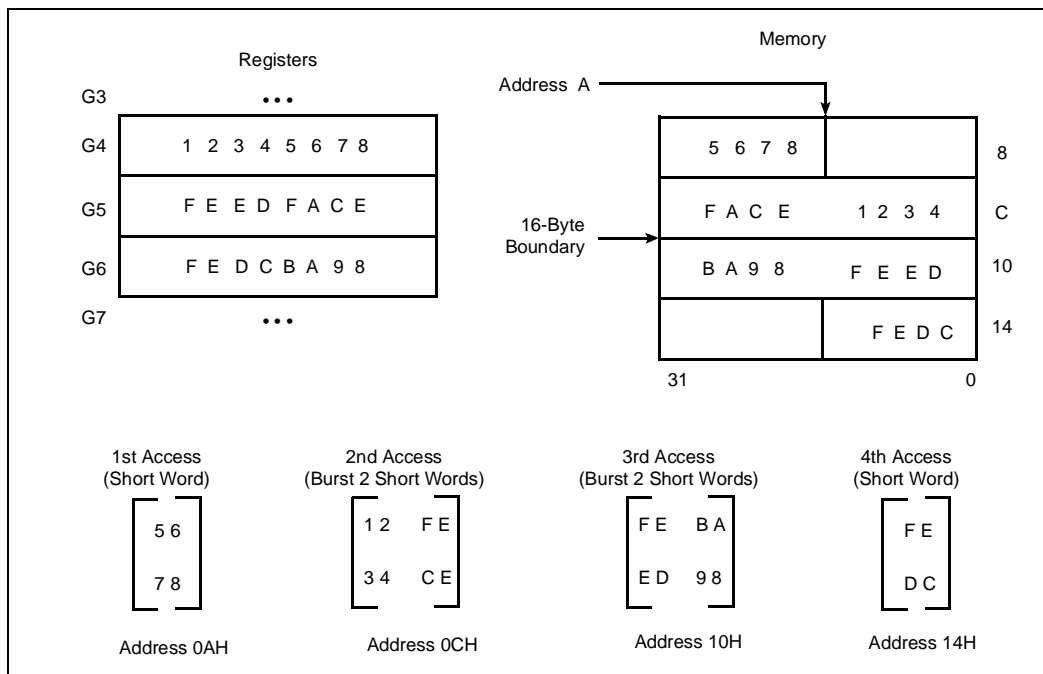 Registers
G3 •••
G4 1 2 3 4 5 6 7 8
G5 F E E D F A C E
G6 F E D C B A 9 8
G7 •••
Memory
Address A
5 6 7 8 8
F A C E 1 2 3 4 C
16-Byte
Boundary
B A 9 8 F E E D 10
F E D C 14
31 0
1st Access
(Short Word)
5 6
7 8
Address 0AH
2nd Access
(Burst 2 Short Words)
1 2 F E
3 4 C E
Address 0CH
3rd Access
(Burst 2 Short Words)
F E B A
E D 9 8
Address 10H
4th Access
(Short Word)
F E
D C
Address 14H